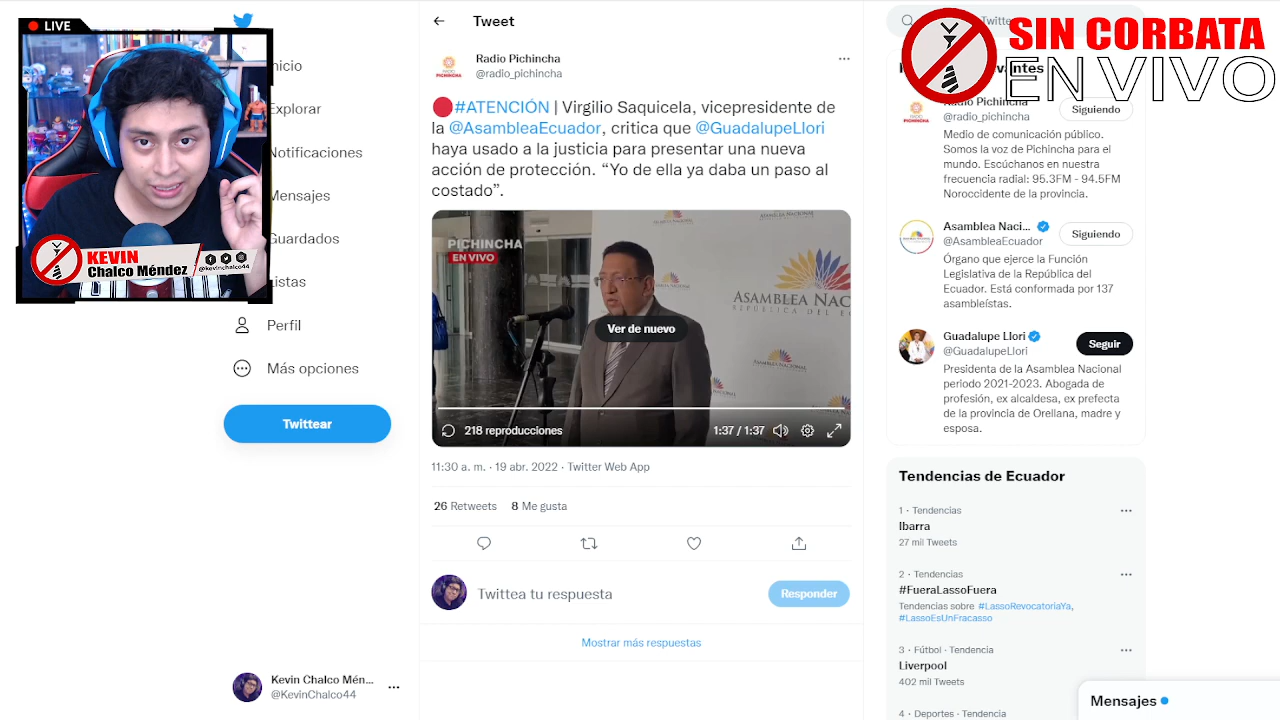 LIVE
KEVIN
Chalco Méndez
@kevinchalco44
Inicio
Explorar
Notificaciones
Mensajes
Guardados
Listas
Perfil
Más opciones
Twittear
Kevin Chalco Mén...
@KevinChalco44
Tweet
Radio Pichincha
@radio_pichincha
#ATENCIÓN | Virgilio Saquicela, vicepresidente de
la @AsambleaEcuador, critica que @GuadalupeLlori
haya usado a la justicia para presentar una nueva
acción de protección. “Yo de ella ya daba un paso al
costado”.
PICHINCHA
EN VIVO
ASAMBLEA NACIONAL
ASAMBLEA NAC
REPÚBLICA DEL E
Ver de nuevo
218 reproducciones
1:37 / 1:37
11:30 a. m. · 19 abr. 2022 · Twitter Web App
26 Retweets 8 Me gusta
Twittea tu respuesta
Responder
Mostrar más respuestas
SIN CORBATA
EN VIVO
Radio Pichincha
@radio_pichincha
Siguiendo
Medio de comunicación público.
Somos la voz de Pichincha para el
mundo. Escúchanos en nuestra
frecuencia radial: 95.3FM - 94.5FM
Noroccidente de la provincia.
Asamblea Naci...
@AsambleaEcuador
Siguiendo
Órgano que ejerce la Función
Legislativa de la República del
Ecuador. Está conformada por 137
asambleístas.
Guadalupe Llori
@GuadalupeLlori
Seguir
Presidenta de la Asamblea Nacional
periodo 2021-2023. Abogada de
profesión, ex alcaldesa, ex prefecta
de la provincia de Orellana, madre y
esposa.
Tendencias de Ecuador
1 · Tendencias
Ibarra
27 mil Tweets
2 · Tendencias
#FueraLassoFuera
Tendencias sobre #LassoRevocatoriaYa,
#LassoEsUnFracasso
3 · Fútbol · Tendencia
Liverpool
402 mil Tweets
4 · Deportes · Tendencia
Mensajes